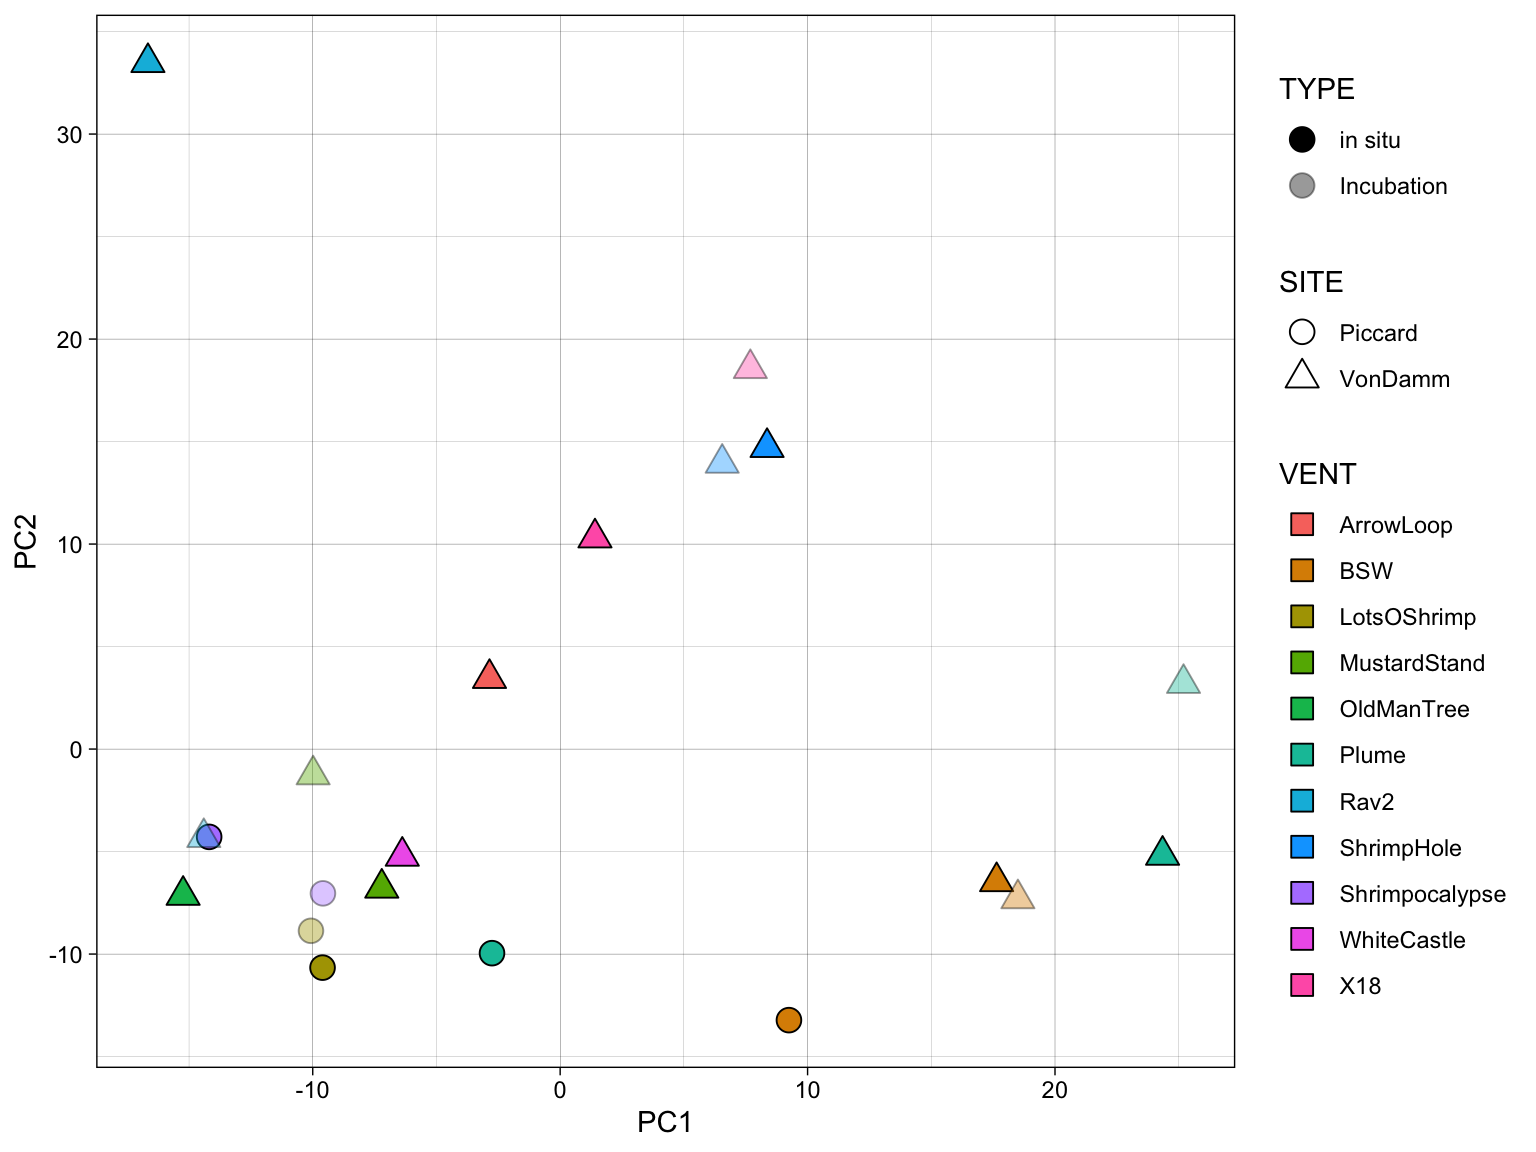 30
20
10
0
-10
PC2
-10
0
10
20
PC1
TYPE
in situ
Incubation
SITE
Piccard
VonDamm
VENT
ArrowLoop
BSW
LotsOShrimp
MustardStand
OldManTree
Plume
Rav2
ShrimpHole
Shrimpocalypse
WhiteCastle
X18